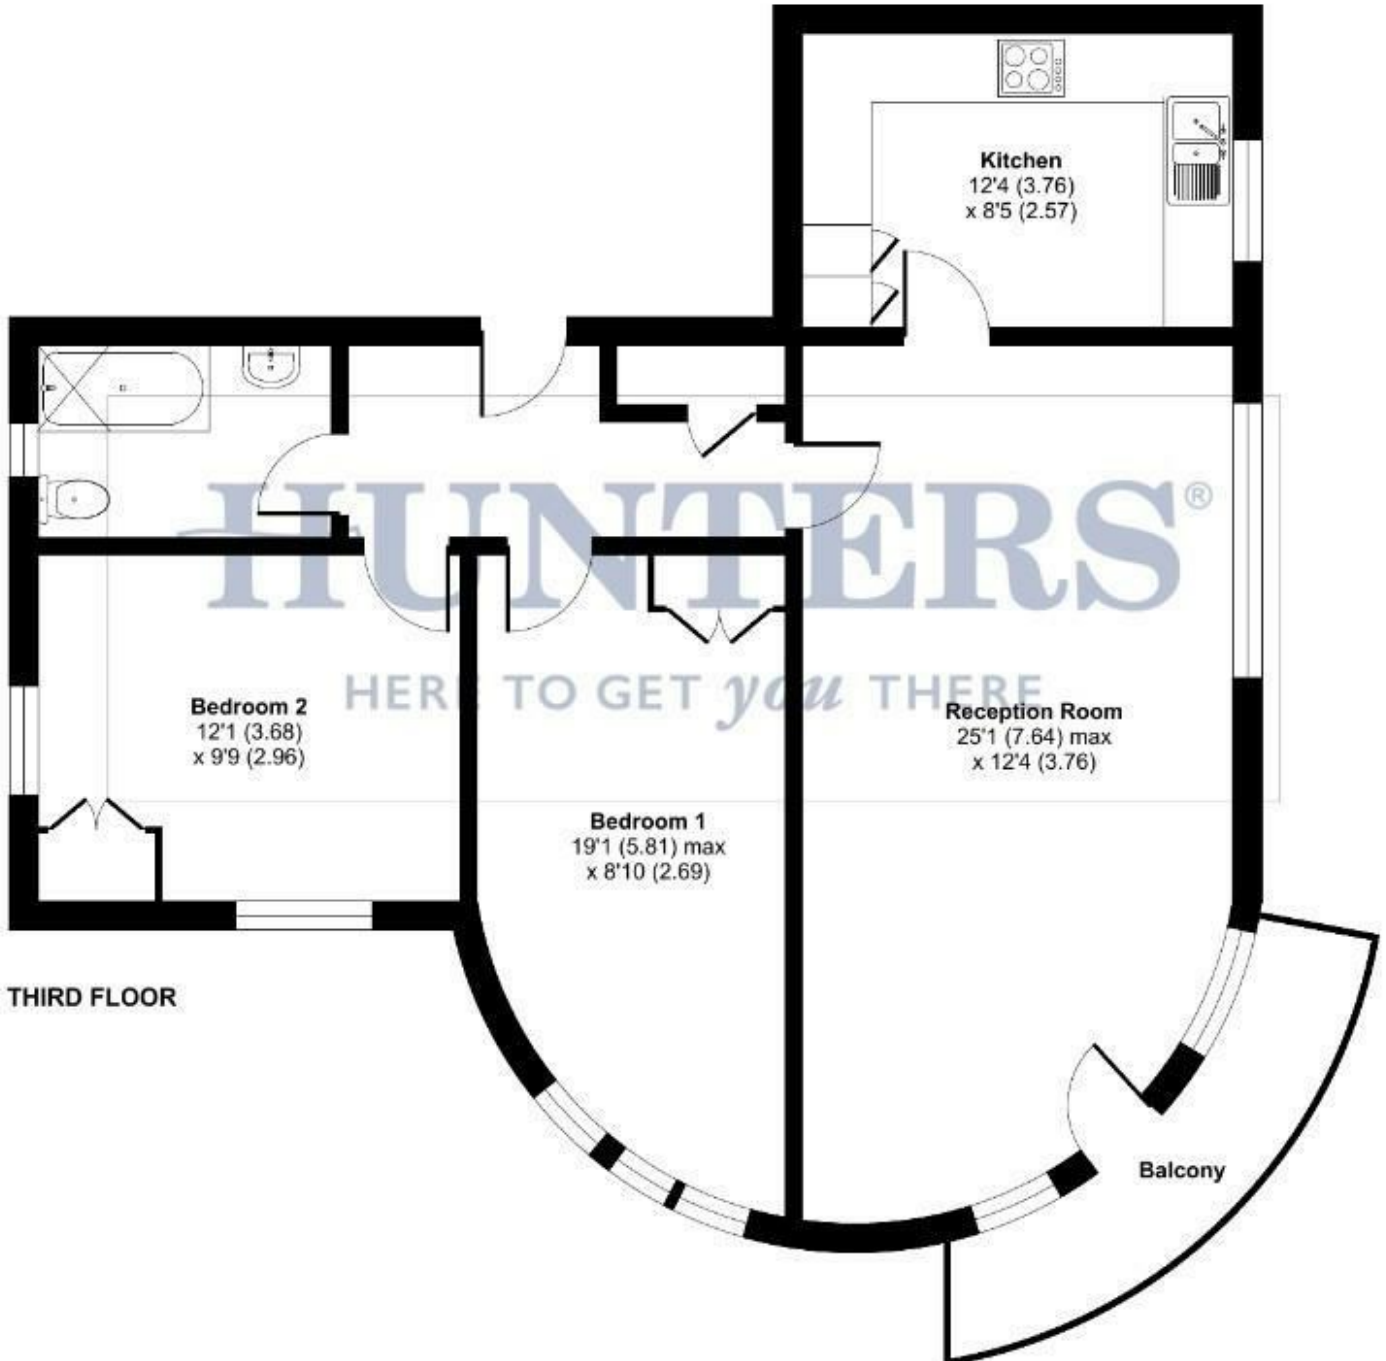 Kitchen
12'4 (3.76)
x 8'5 (2.57)
HUNTERS®
HERE TO GET you THERE
Bedroom 2
12'1 (3.68)
x 9'9 (2.96)
Reception Room
25'1 (7.64) max
x 12'4 (3.76)
Bedroom 1
19'1 (5.81) max
x 8'10 (2.69)
THIRD FLOOR
Balcony